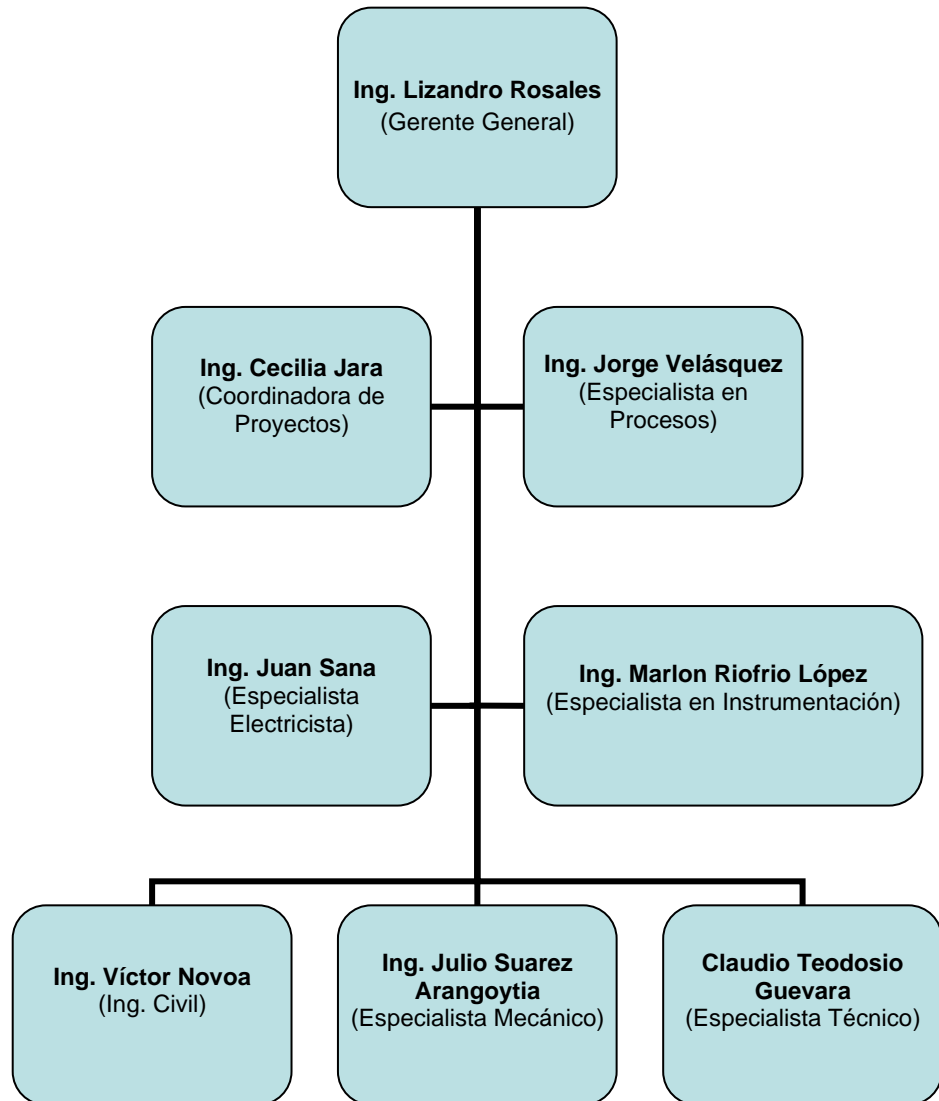 Ing. Lizandro Rosales
(Gerente General)
Ing. Cecilia Jara
(Coordinadora de
Proyectos)
Ing. Jorge Velásquez
(Especialista en
Procesos)
Ing. Juan Sana
(Especialista
Electricista)
Ing. Marlon Riofrio López
(Especialista en Instrumentación)
Ing. Víctor Novoa
(Ing. Civil)
Ing. Julio Suarez
Arangoytia
(Especialista Mecánico)
Claudio Teodosio
Guevara
(Especialista Técnico)